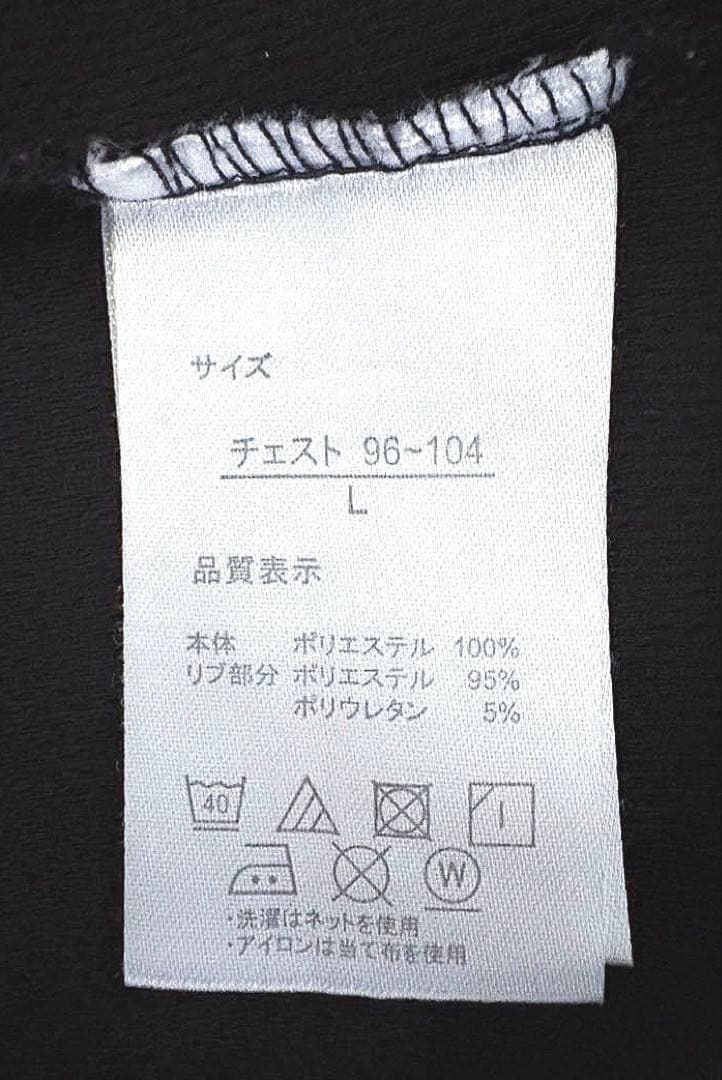 サイズ
チェスト 96~104
L
品質表示
本体 ポリエステル 100%
リブ部分 ポリエステル 95%
ポリウレタン 5%
40
W
・洗濯はネットを使用
・アイロンは当て布を使用